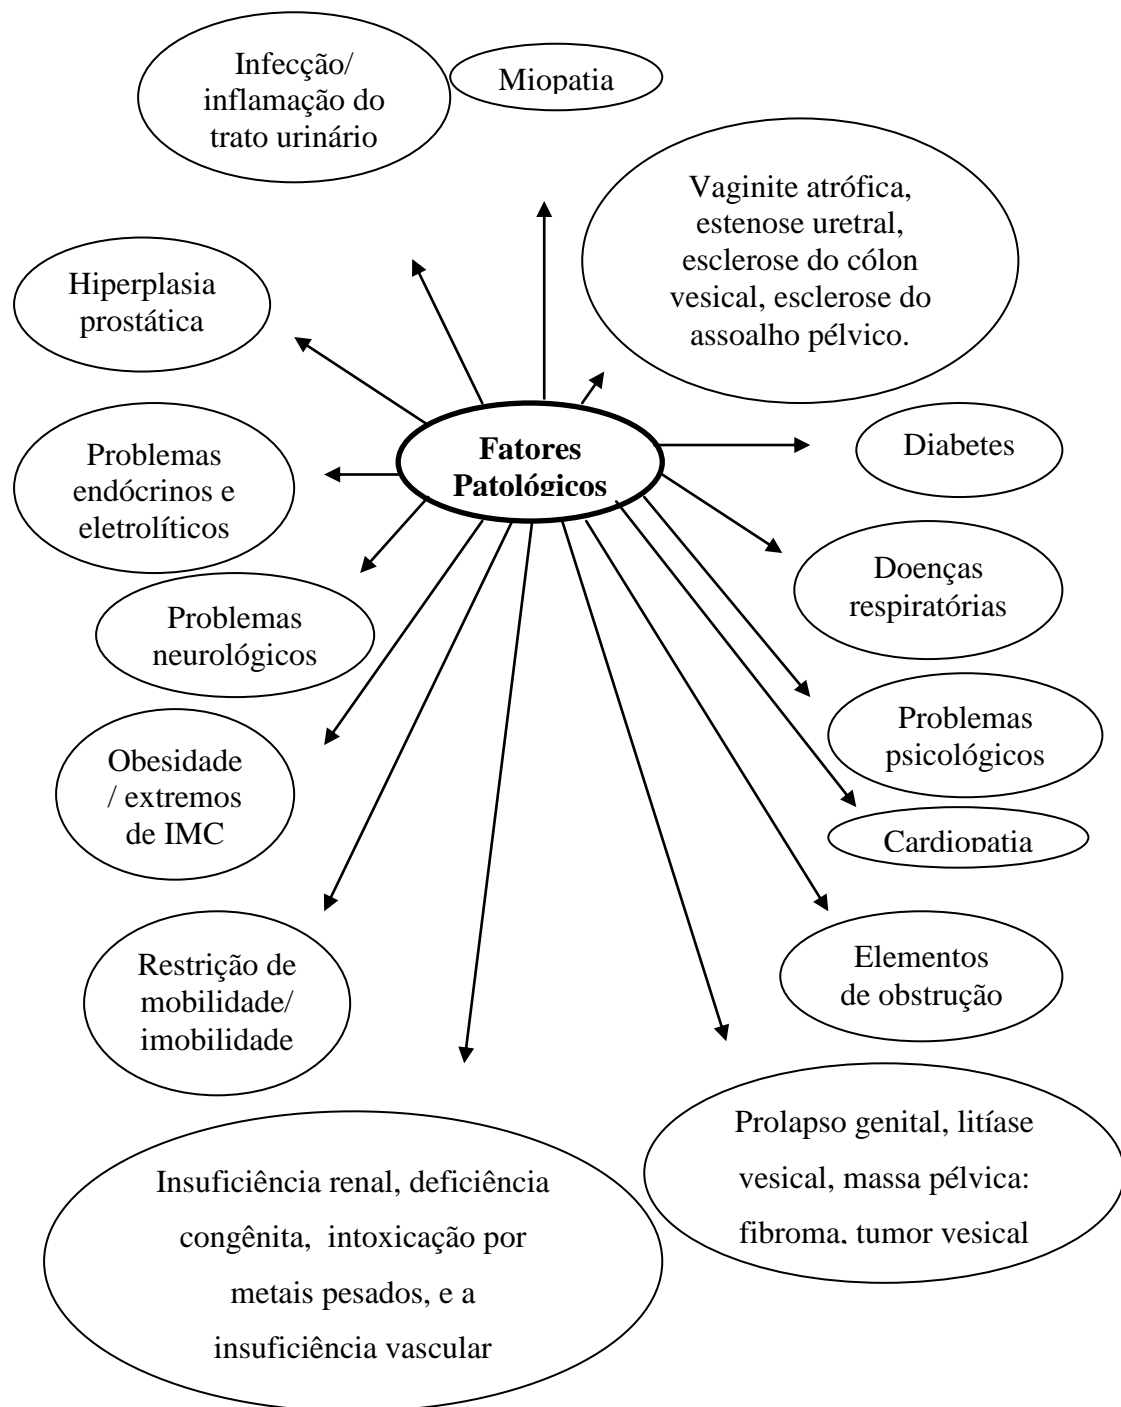 Infecção/
inflamação do
trato urinário
Miopatia
Vaginite atrófica,
estenose uretral,
esclerose do cólon
vesical, esclerose do
assoalho pélvico.
Hiperplasia
prostática
Fatores
Patológicos
Diabetes
Problemas
endócrinos e
eletrolíticos
Doenças
respiratórias
Problemas
neurológicos
Problemas
psicológicos
Obesidade
/ extremos
de IMC
Cardiopatia
Restrição de
mobilidade/
imobilidade
Elementos
de obstrução
Prolapso genital, litíase
vesical, massa pélvica:
fibroma, tumor vesical
Insuficiência renal, deficiência
congênita, intoxicação por
metais pesados, e a
insuficiência vascular